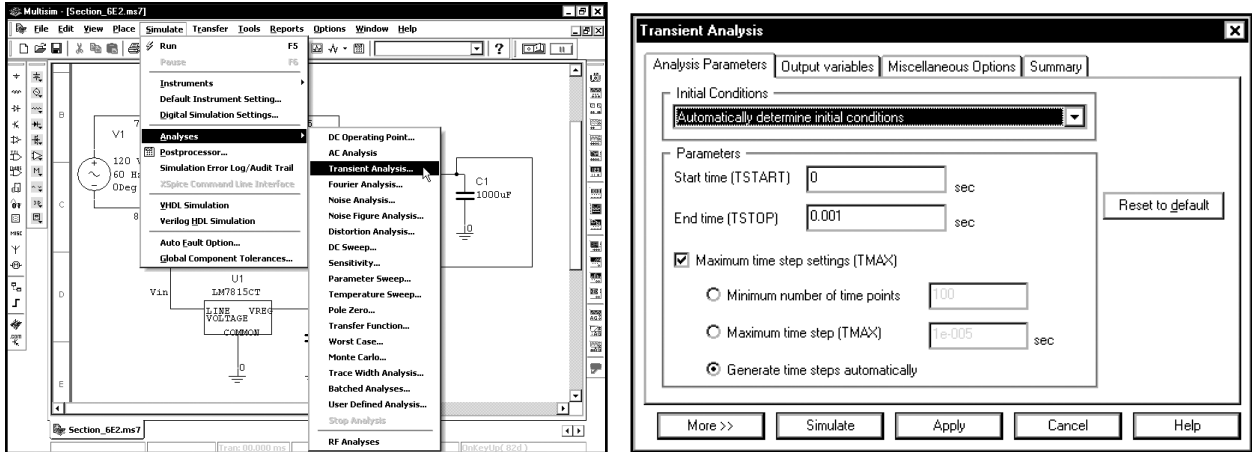 Multisim - [Section_6E2.ms7]
File Edit View Place Simulate Transfer Tools Reports Options Window Help
Run F5
Pause F6
Instruments
Default Instrument Setting...
Digital Simulation Settings...
Analyses
Postprocessor...
Simulation Error Log/Audit Trail
XSpice Command Line Interface
VHDL Simulation
Verilog HDL Simulation
Auto Fault Option...
Global Component Tolerances...
DC Operating Point...
AC Analysis
Transient Analysis...
Fourier Analysis...
Noise Analysis...
Noise Figure Analysis...
Distortion Analysis...
DC Sweep...
Sensitivity...
Parameter Sweep...
Temperature Sweep...
Pole Zero...
Transfer Function...
Worst Case...
Monte Carlo...
Trace Width Analysis...
Batched Analyses...
User Defined Analysis...
Stop Analysis
RF Analyses
B
C
D
E
7
V1
120 V
60 Hz
0Deg
8
C1
1000uF
0
U1
Vin
LM7815CT
LINE VREG
VOLTAGE
COMMON
0
MISC
Section_6E2.ms7
Tran: 00.000 ms
OnKeyUp( 82d )
Transient Analysis
Analysis Parameters Output variables Miscellaneous Options Summary
Initial Conditions
Automatically determine initial conditions
Parameters
Start time (TSTART) 0 sec
End time (TSTOP) 0.001 sec
Reset to default
Maximum time step settings (TMAX)
Minimum number of time points 100
Maximum time step (TMAX) 1e-005 sec
Generate time steps automatically
More >> Simulate Apply Cancel Help